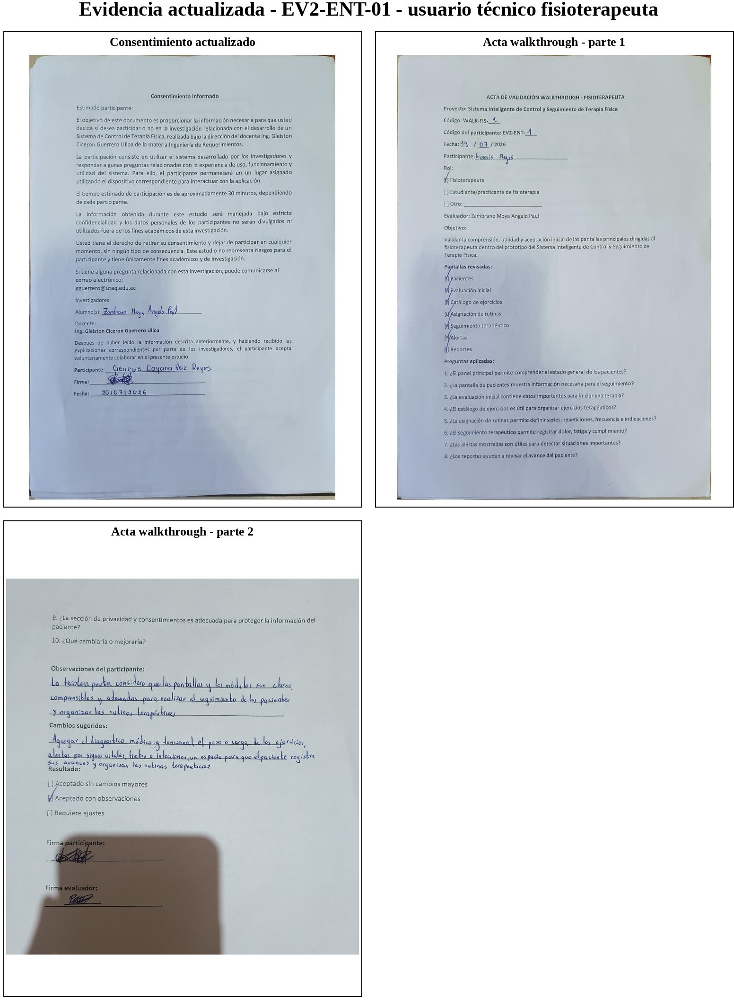 Evidencia actualizada - EV2-ENT-01 - usuario técnico fisioterapeuta
Consentimiento actualizado
Consentimiento Informado
Estimado participante:
El objetivo de este documento es proporcionar la información necesaria para que usted
decida si desea participar o no en la investigación relacionada con el desarrollo de un
Sistema de Control de Terapia Física, realizada bajo la dirección del docente Ing. Gleiston
Ciceron Guerrero Ulloa de la materia Ingeniería de Requerimientos.
La participación consiste en utilizar el sistema desarrollado por los investigadores y
responder algunas preguntas relacionadas con la experiencia de uso, funcionamiento y
utilidad del sistema. Para ello, el participante permanecerá en un lugar asignado
utilizando el dispositivo correspondiente para interactuar con la aplicación.
El tiempo estimado de participación es de aproximadamente 30 minutos, dependiendo
de cada participante.
La información obtenida durante este estudio será manejada bajo estricta
confidencialidad y los datos personales de los participantes no serán divulgados ni
utilizados fuera de los fines académicos de esta investigación.
Usted tiene el derecho de retirar su consentimiento y dejar de participar en cualquier
momento, sin ningún tipo de consecuencia. Este estudio no representa riesgos para el
participante y tiene únicamente fines académicos y de investigación.
Si tiene alguna pregunta relacionada con esta investigación, puede comunicarse al
correo electrónico:
gguerrero@uteq.edu.ec
Investigadores
Alumno(s): Zambrano Moya Angelo Paúl
Docente:
Ing. Gleiston Ciceron Guerrero Ulloa
Después de haber leído la información descrita anteriormente, y habiendo recibido las
explicaciones correspondientes por parte de los investigadores, el participante acepta
voluntariamente colaborar en el presente estudio.
Participante: Génesis Dayana Ruiz Reyes
Firma:
Fecha: 20/07/2026
Acta walkthrough - parte 1
ACTA DE VALIDACIÓN WALKTHROUGH - FISIOTERAPEUTA
Proyecto: Sistema Inteligente de Control y Seguimiento de Terapia Física
Código: WALK-FIS- 1
Código del participante: EV2-ENT- 1
Fecha: 19 / 07 / 2026
Participante: Genesis Reyes
Rol:
[✓] Fisioterapeuta
[ ] Estudiante/practicante de fisioterapia
[ ] Otro:
Evaluador: Zambrano Moya Angelo Paul
Objetivo:
Validar la comprensión, utilidad y aceptación inicial de las pantallas principales dirigidas al
fisioterapeuta dentro del prototipo del Sistema Inteligente de Control y Seguimiento de
Terapia Física.
Pantallas revisadas:
[✓] Pacientes
[✓] Evaluación inicial
[✓] Catálogo de ejercicios
[✓] Asignación de rutinas
[✓] Seguimiento terapéutico
[✓] Alertas
[✓] Reportes
Preguntas aplicadas:
1. ¿El panel principal permite comprender el estado general de los pacientes?
2. ¿La pantalla de pacientes muestra información necesaria para el seguimiento?
3. ¿La evaluación inicial contiene datos importantes para iniciar una terapia?
4. ¿El catálogo de ejercicios es útil para organizar ejercicios terapéuticos?
5. ¿La asignación de rutinas permite definir series, repeticiones, frecuencia e indicaciones?
6. ¿El seguimiento terapéutico permite registrar dolor, fatiga y cumplimiento?
7. ¿Las alertas mostradas son útiles para detectar situaciones importantes?
8. ¿Los reportes ayudan a revisar el avance del paciente?
Acta walkthrough - parte 2
9. ¿La sección de privacidad y consentimientos es adecuada para proteger la información del
paciente?
10. ¿Qué cambiaría o mejoraría?
Observaciones del participante:
La fisioterapeuta considero que las pantallas y los módulos son claros,
comprensibles y adecuados para realizar el seguimiento de los pacientes
y organizar las rutinas terapéuticas
Cambios sugeridos:
Agregar el diagnostico médico y funcional, el peso o carga de los ejercicios,
alertas por signos vitales, fiebre o infecciones, un espacio para que el paciente registre
sus avances y organizar las rutinas terapeuticas
Resultado:
[ ] Aceptado sin cambios mayores
[✓] Aceptado con observaciones
[ ] Requiere ajustes
Firma participante:
Firma evaluador: